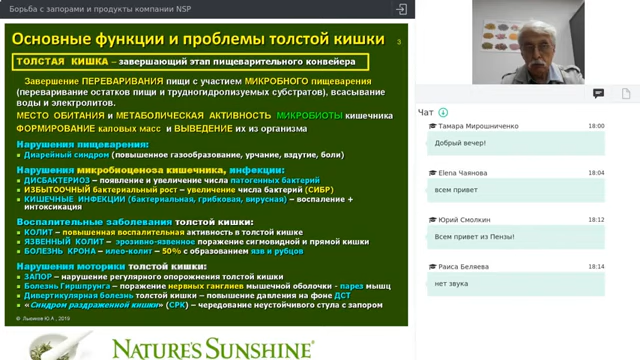 Борьба с запорами и продукты компании NSP
Основные функции и проблемы толстой кишки
3
ТОЛСТАЯ КИШКА – завершающий этап пищеварительного конвейера
Завершение ПЕРЕВАРИВАНИЯ пищи с участием МИКРОБНОГО пищеварения
(переваривание остатков пищи и трудногидролизуемых субстратов), всасывание
воды и электролитов.
МЕСТО ОБИТАНИЯ и МЕТАБОЛИЧЕСКАЯ АКТИВНОСТЬ МИКРОБИОТЫ кишечника
ФОРМИРОВАНИЕ каловых масс и ВЫВЕДЕНИЕ их из организма
Нарушения пищеварения:
Диарейный синдром (повышенное газообразование, урчание, вздутие, боли)
Нарушения микробиоценоза кишечника, инфекции:
ДИСБАКТЕРИОЗ – появление и увеличение числа патогенных бактерий
ИЗБЫТОЧНЫЙ бактериальный рост – увеличение числа бактерий (СИБР)
КИШЕЧНЫЕ ИНФЕКЦИИ (бактериальная, грибковая, вирусная) – воспаление +
интоксикация
Воспалительные заболевания толстой кишки:
КОЛИТ – повышенная воспалительная активность в толстой кишке
ЯЗВЕННЫЙ КОЛИТ – эрозивно-язвенное поражение сигмовидной и прямой кишки
БОЛЕЗНЬ КРОНА – илео-колит – 50% с образованием язв и рубцов
Нарушения моторики толстой кишки:
ЗАПОР – нарушение регулярного опорожнения толстой кишки
Болезнь Гиршпрунга – поражение нервных ганглиев мышечной оболочки - парез мышц
Дивертикулярная болезнь толстой кишки – повышение давления на фоне ДСТ
«Синдром раздраженной кишки» (СРК) – чередование неустойчивого стула с запором
© Лысиков Ю.А., 2019
NATURE'S SUNSHINE
Чат
Тамара Мирошниченко 18:00
Добрый вечер!
Elena Чаянова 18:04
всем привет
Юрий Смолкин 18:12
Всем привет из Пензы!
Раиса Беляева 18:14
нет звука